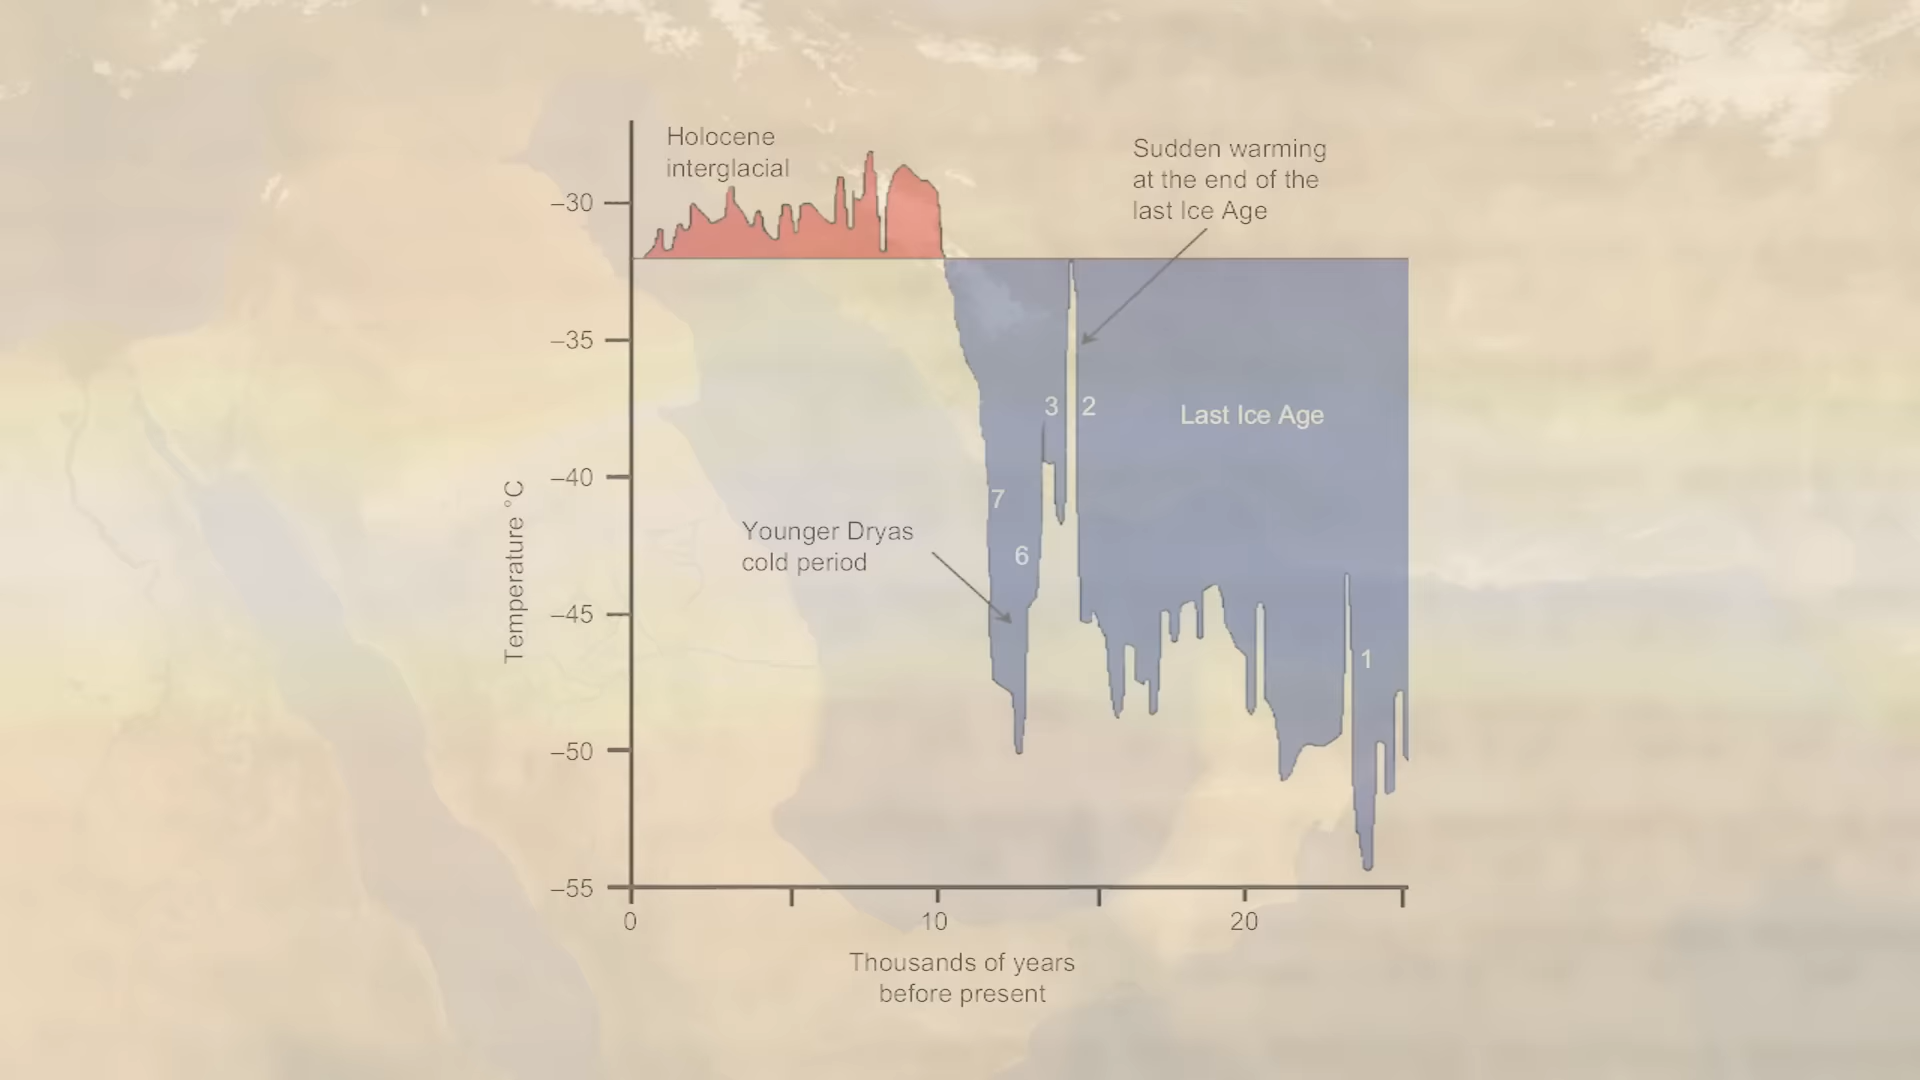 Holocene
interglacial
Sudden warming
at the end of the
last Ice Age
–30
–35
3
2
Last Ice Age
–40
7
Younger Dryas
cold period
6
–45
1
–50
–55
Temperature °C
0
10
20
Thousands of years
before present